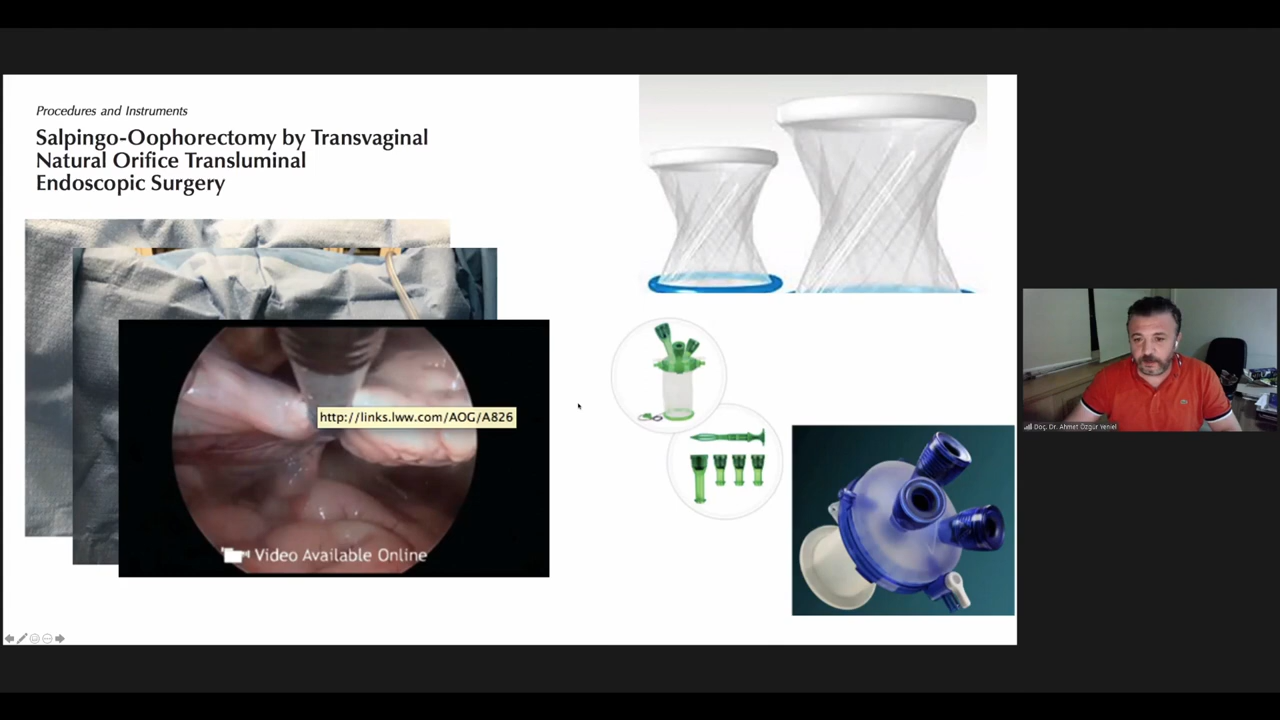 Procedures and Instruments
Salpingo-Oophorectomy by Transvaginal
Natural Orifice Transluminal
Endoscopic Surgery
http://links.lww.com/AOG/A826
Video Available Online
Doç. Dr. Ahmet Özgür Yeniel